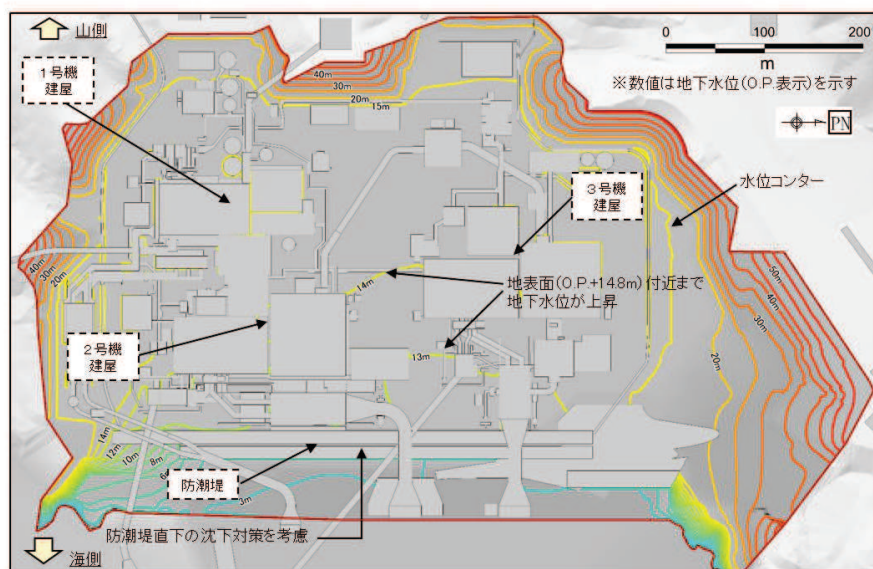 山側
0 100 200
m
※数値は地下水位(O.P.表示)を示す
PN
1号機
建屋
40m
30m
20m
15m
水位コンター
3号機
建屋
40m
30m
20m
50m
40m
30m
地表面(O.P.+14.8m)付近まで
地下水位が上昇
14m
20m
2号機
建屋
13m
14m
12m
10m
8m
3m
防潮堤
防潮堤直下の沈下対策を考慮
海側